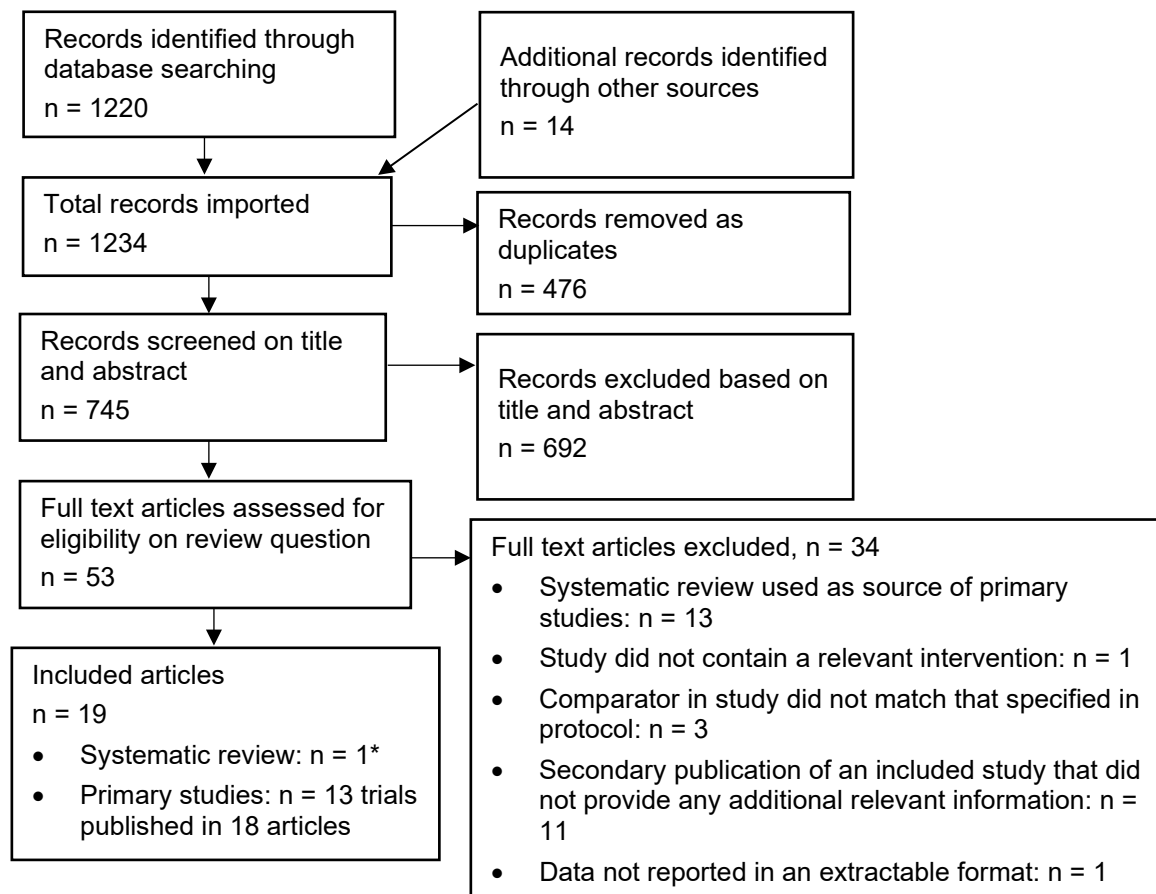 Records identified through
database searching
n = 1220
Additional records identified
through other sources
n = 14
Total records imported
n = 1234
Records removed as
duplicates
n = 476
Records screened on title
and abstract
n = 745
Records excluded based on
title and abstract
n = 692
Full text articles assessed for
eligibility on review question
n = 53
Full text articles excluded, n = 34
• Systematic review used as source of primary
studies: n = 13
• Study did not contain a relevant intervention: n = 1
• Comparator in study did not match that specified in
protocol: n = 3
• Secondary publication of an included study that did
not provide any additional relevant information: n =
11
• Data not reported in an extractable format: n = 1
Included articles
n = 19
• Systematic review: n = 1*
• Primary studies: n = 13 trials
published in 18 articles